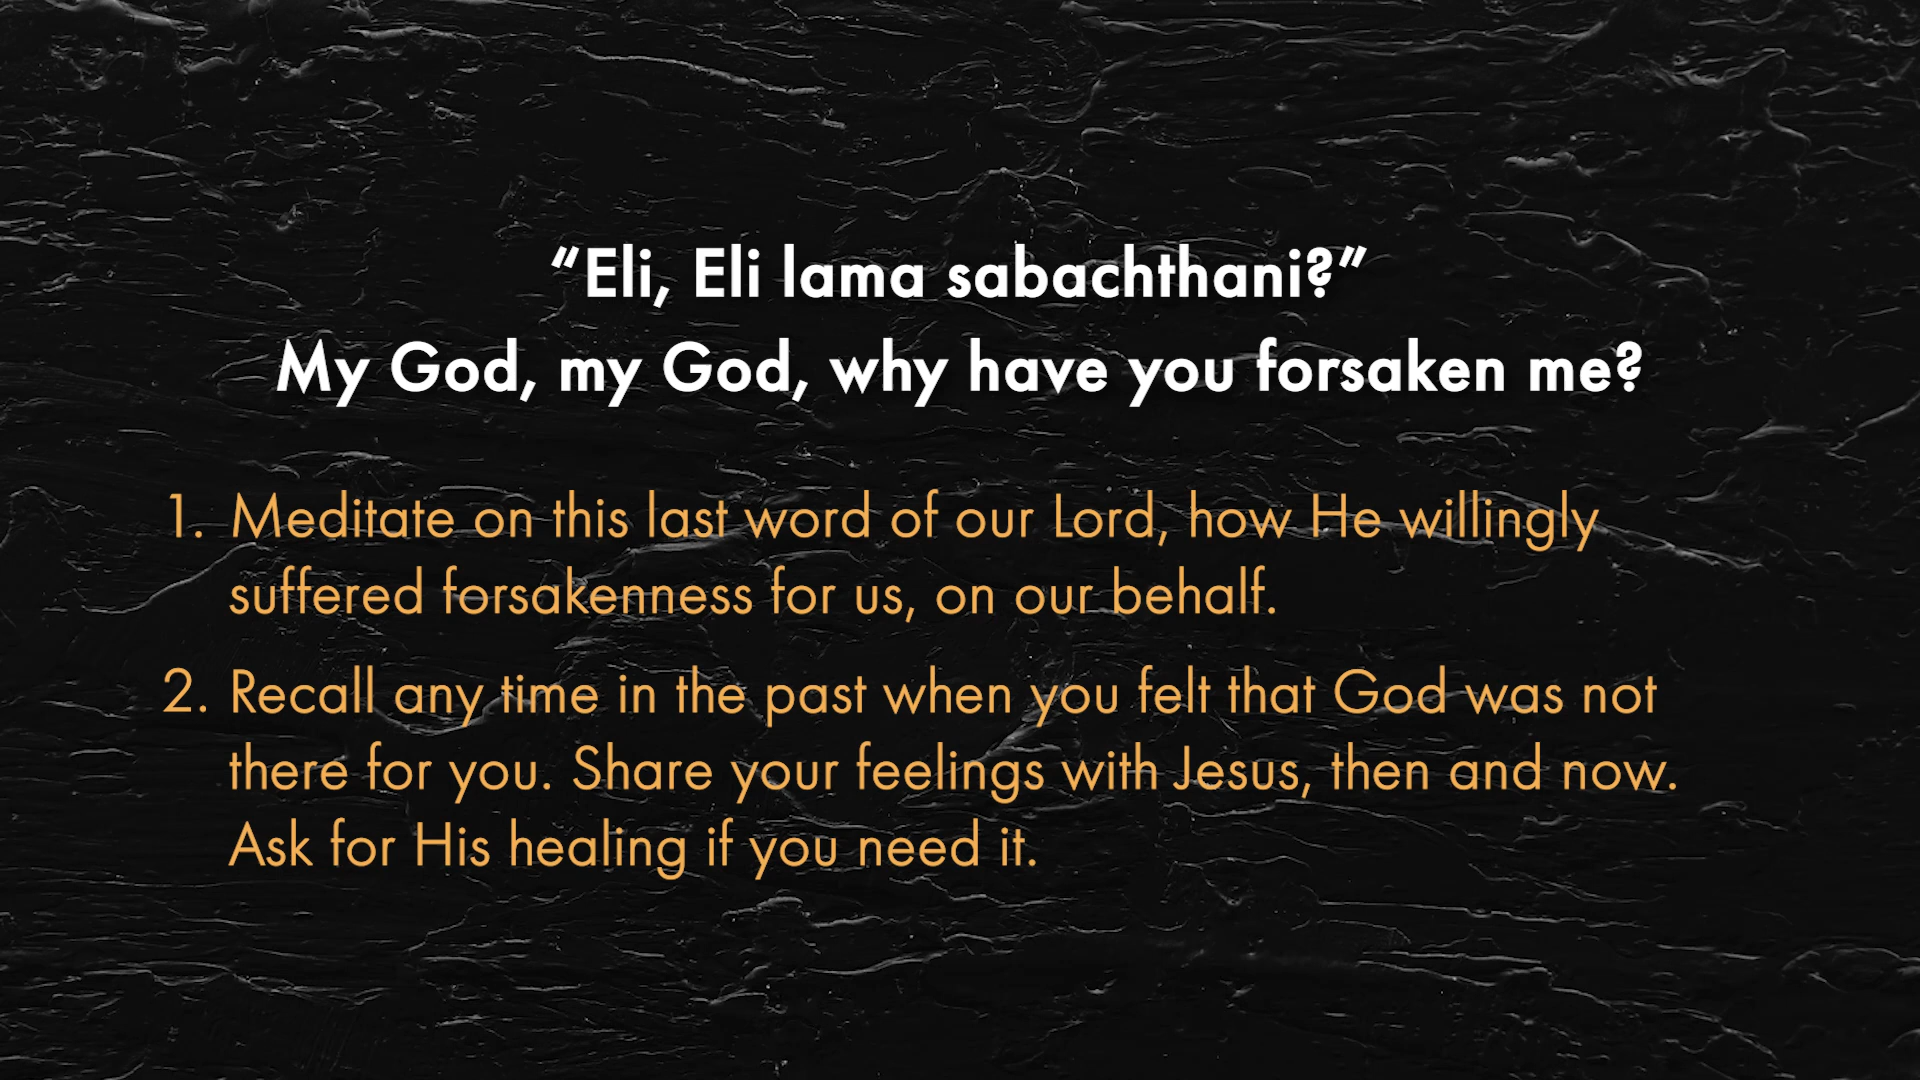 “Eli, Eli lama sabachthani?”
My God, my God, why have you forsaken me?
1. Meditate on this last word of our Lord, how He willingly
suffered forsakenness for us, on our behalf.
2. Recall any time in the past when you felt that God was not
there for you. Share your feelings with Jesus, then and now.
Ask for His healing if you need it.